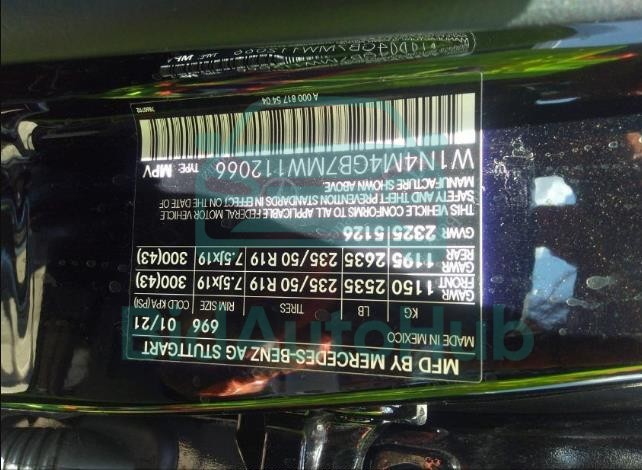 MFD BY MERCEDES-BENZ AG STUTTGART
MADE IN MEXICO 696 01/21
KG LB TIRES RIM SIZE COLD KPA (PSI)
GAWR FRONT 1150 2535 235/50 R19 7.5Jx19 300(43)
GAWR REAR 1195 2635 235/50 R19 7.5Jx19 300(43)
GVWR 2325 5126
THIS VEHICLE CONFORMS TO ALL APPLICABLE FEDERAL MOTOR VEHICLE
SAFETY AND THEFT PREVENTION STANDARDS IN EFFECT ON THE DATE OF
MANUFACTURE SHOWN ABOVE.
W1N4M4GB7MW112066 TYPE: MPV
A 000 817 54 04
BidAutoHub